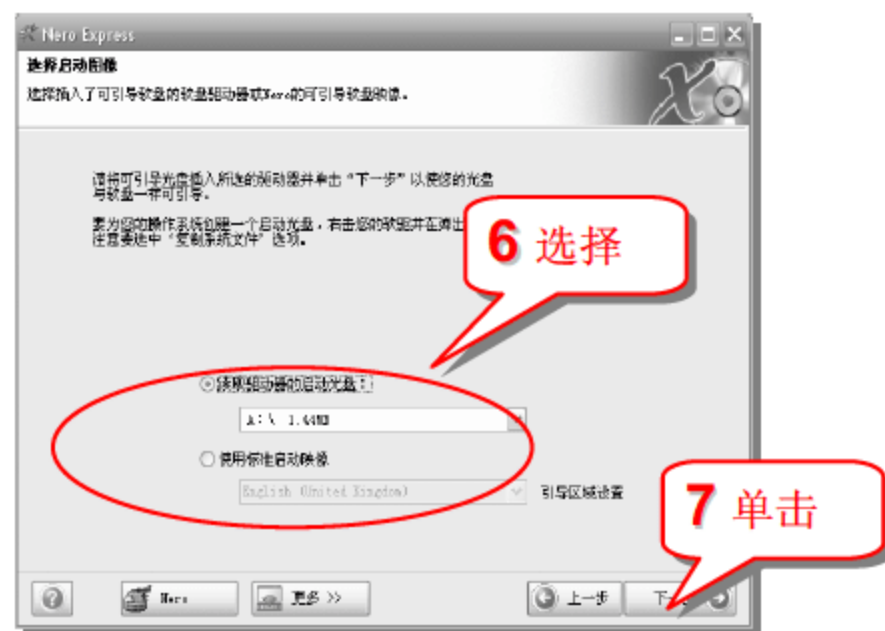 Nero Express
选择启动图像
选择插入了可引导软盘的软盘驱动器或Nero的可引导软盘映像。
请将可引导光盘插入所选的驱动器并单击“下一步”以使您的光盘
与软盘一样可引导。
要为您的操作系统创建一个启动光盘，右击您的软驱并在弹出
注意要选中“复制系统文件”选项。
6 选择
驱动器的启动光盘:
A:\ 1.44MB
使用标准启动映像
English (United Kingdom)
引导区域设置
7 单击
Nero
更多 >>
上一步
下一